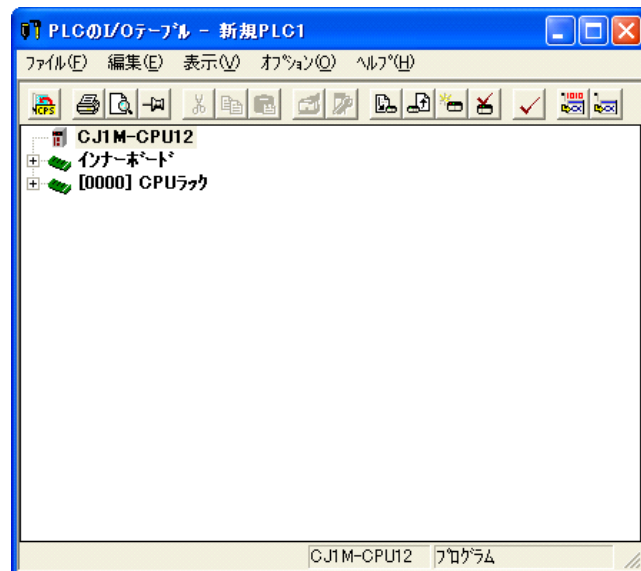 PLCのI/Oﾃｰﾌﾞﾙ - 新規PLC1
ﾌｧｲﾙ(F) 編集(E) 表示(V) ｵﾌﾟｼｮﾝ(O) ﾍﾙﾌﾟ(H)
CPS 1010
CJ1M-CPU12
ｲﾝﾅｰﾎﾞｰﾄﾞ
[0000] CPUﾗｯｸ
CJ1M-CPU12 ﾌﾟﾛｸﾞﾗﾑ